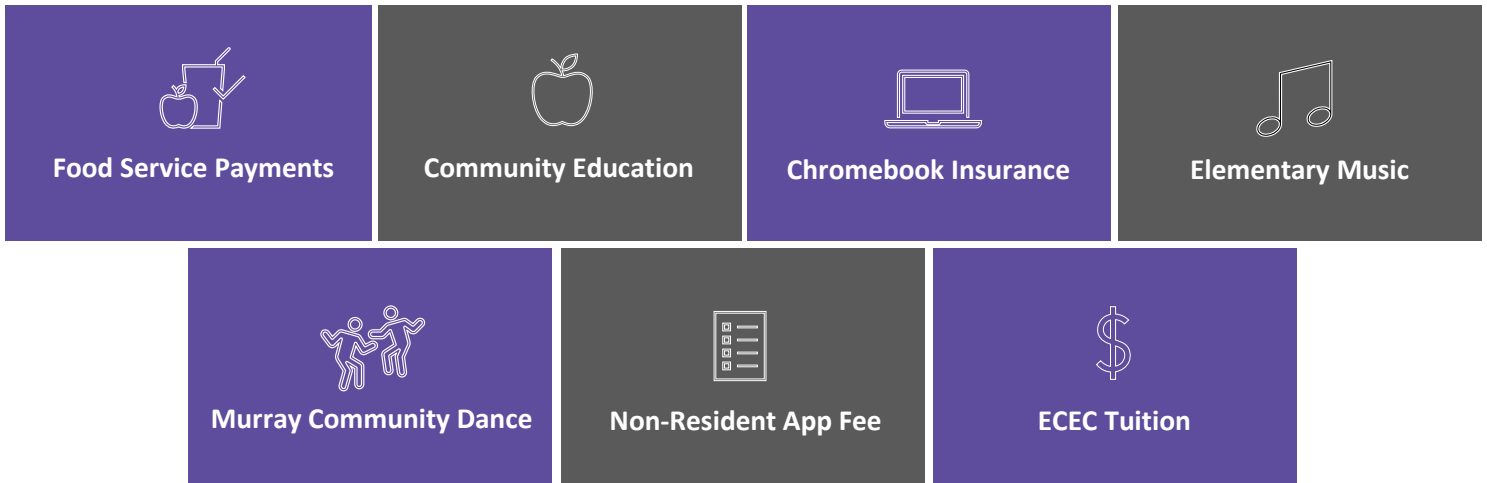 Food Service Payments
Community Education
Chromebook Insurance
Elementary Music
Murray Community Dance
Non-Resident App Fee
ECEC Tuition